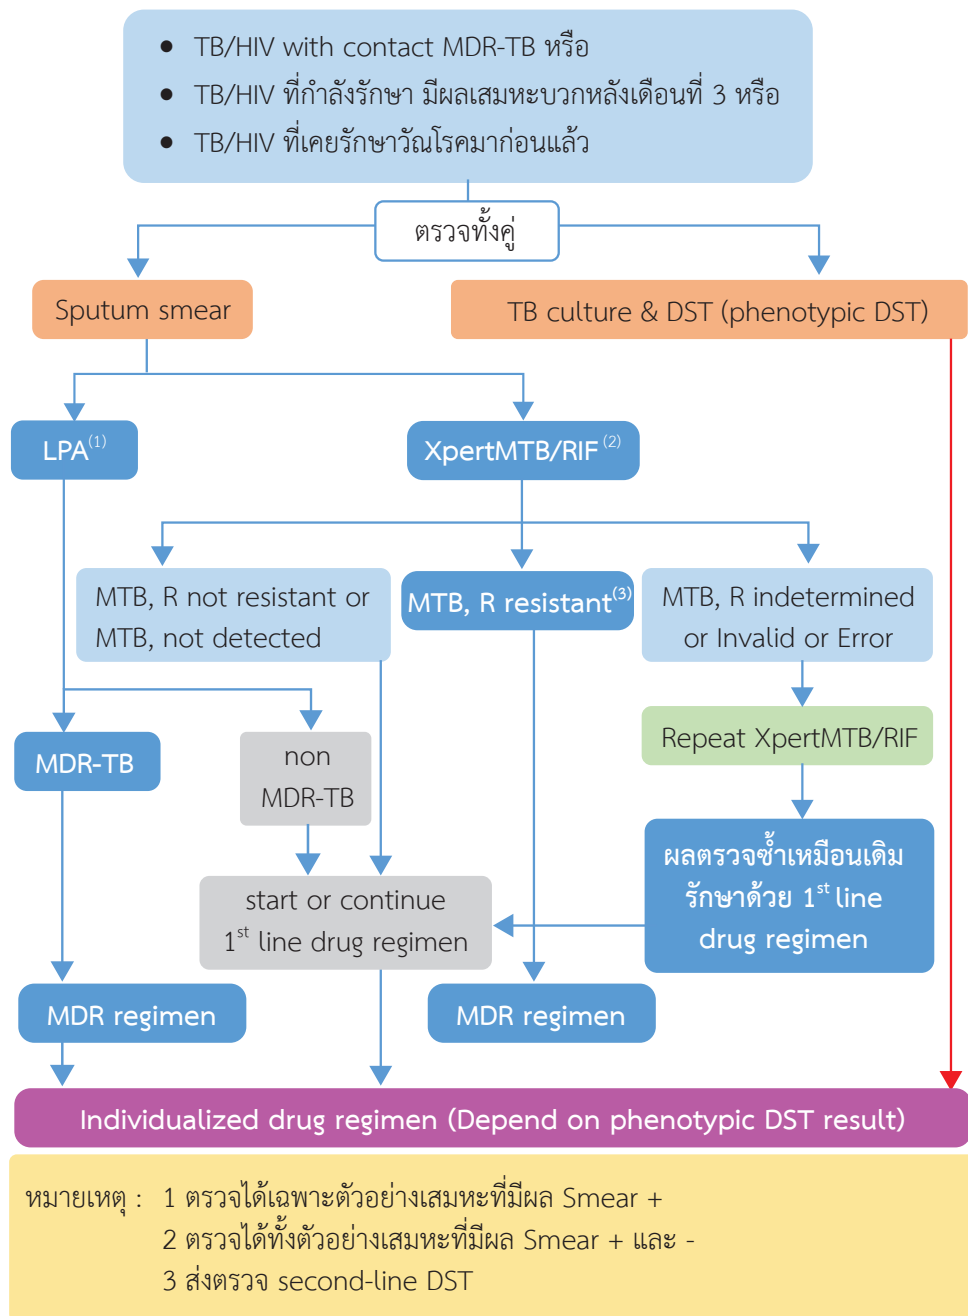 • TB/HIV with contact MDR-TB หรือ
• TB/HIV ที่กำลังรักษา มีผลเสมหะบวกหลังเดือนที่ 3 หรือ
• TB/HIV ที่เคยรักษาวัณโรคมาก่อนแล้ว
ตรวจทั้งคู่
Sputum smear
TB culture & DST (phenotypic DST)
LPA(1)
XpertMTB/RIF (2)
MTB, R not resistant or
MTB, not detected
MTB, R resistant(3)
MTB, R indetermined
or Invalid or Error
Repeat XpertMTB/RIF
MDR-TB
non
MDR-TB
ผลตรวจซ้ำเหมือนเดิม
รักษาด้วย 1st line
drug regimen
start or continue
1st line drug regimen
MDR regimen
MDR regimen
Individualized drug regimen (Depend on phenotypic DST result)
หมายเหตุ : 1 ตรวจได้เฉพาะตัวอย่างเสมหะที่มีผล Smear +
2 ตรวจได้ทั้งตัวอย่างเสมหะที่มีผล Smear + และ -
3 ส่งตรวจ second-line DST